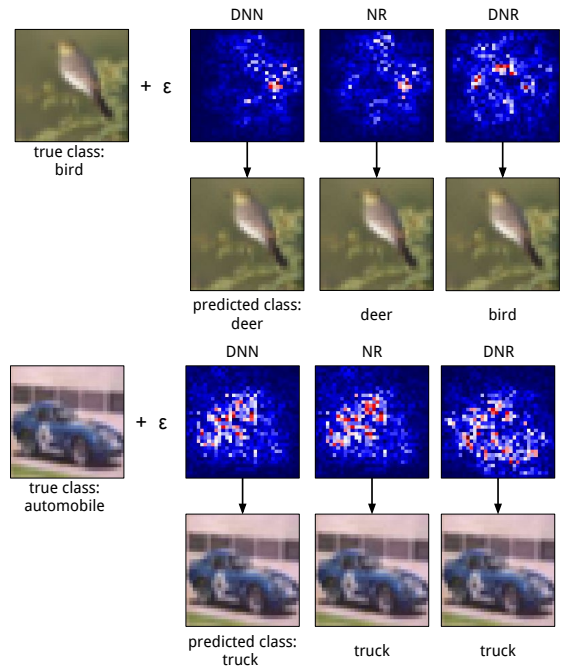 DNN NR DNR
+ ε
true class:
bird
predicted class:
deer
deer
bird
DNN NR DNR
+ ε
true class:
automobile
predicted class:
truck
truck
truck